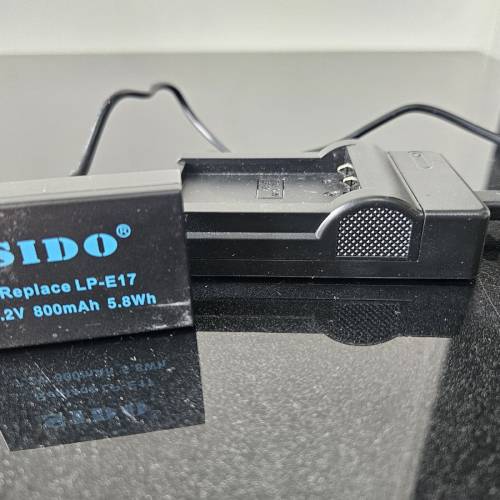 SIDO®
Replace LP-E17
.2V 800mAh 5.8Wh